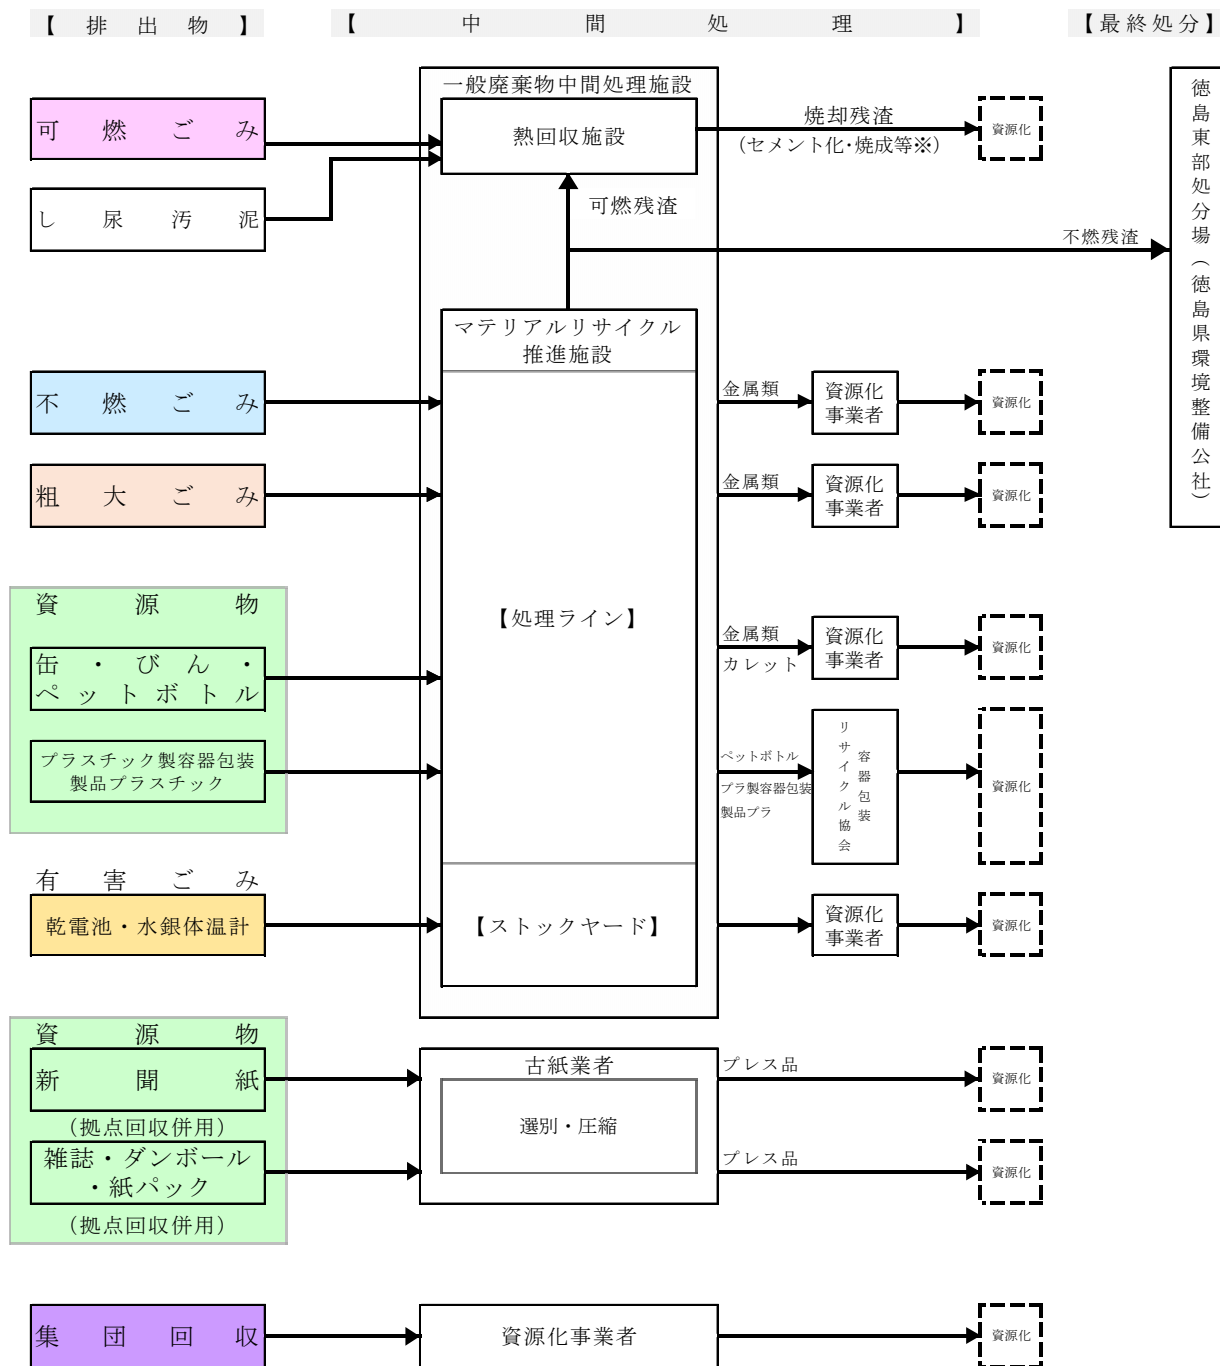 【排出物】
【中間処理】
【最終処分】
一般廃棄物中間処理施設
可燃ごみ
熱回収施設
焼却残渣
(セメント化・焼成等※)
資源化
し尿汚泥
可燃残渣
不燃残渣
徳島東部処分場(徳島県環境整備公社)
マテリアルリサイクル
推進施設
不燃ごみ
金属類
資源化
事業者
資源化
粗大ごみ
金属類
資源化
事業者
資源化
資源物
缶・びん・
ペットボトル
【処理ライン】
金属類
カレット
資源化
事業者
資源化
プラスチック製容器包装
製品プラスチック
ペットボトル
プラ製容器包装
製品プラ
容器包装
リサイクル協会
資源化
有害ごみ
乾電池・水銀体温計
【ストックヤード】
資源化
事業者
資源化
資源物
新聞紙
(拠点回収併用)
古紙業者
選別・圧縮
プレス品
資源化
雑誌・ダンボール
・紙パック
(拠点回収併用)
プレス品
資源化
集団回収
資源化事業者
資源化